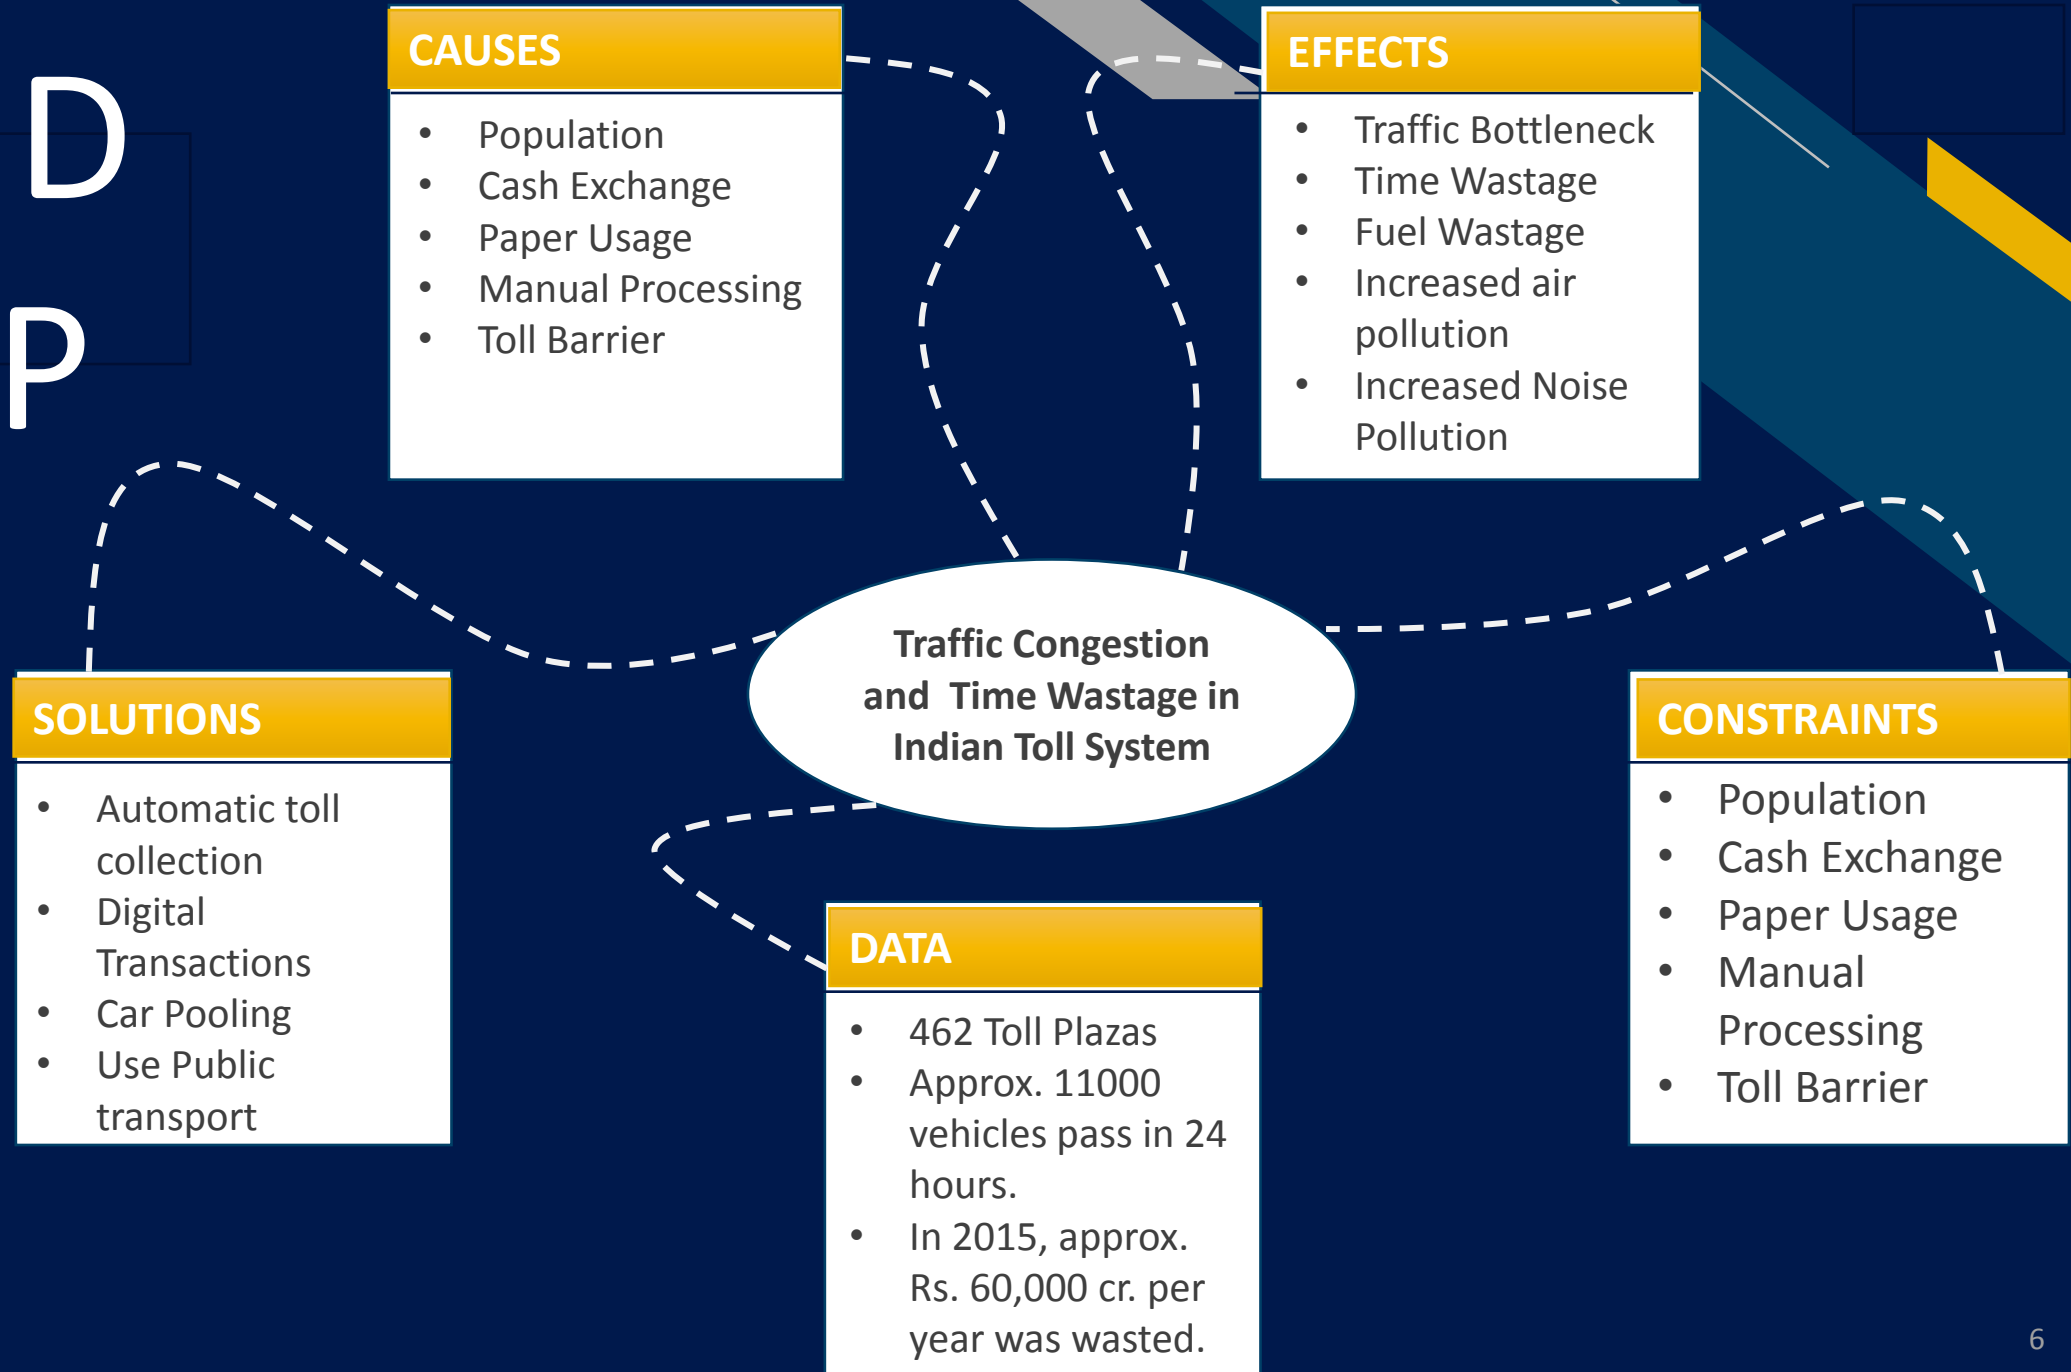 D
P
CAUSES
• Population
• Cash Exchange
• Paper Usage
• Manual Processing
• Toll Barrier
EFFECTS
• Traffic Bottleneck
• Time Wastage
• Fuel Wastage
• Increased air
pollution
• Increased Noise
Pollution
Traffic Congestion
and Time Wastage in
Indian Toll System
SOLUTIONS
• Automatic toll
collection
• Digital
Transactions
• Car Pooling
• Use Public
transport
DATA
• 462 Toll Plazas
• Approx. 11000
vehicles pass in 24
hours.
• In 2015, approx.
Rs. 60,000 cr. per
year was wasted.
CONSTRAINTS
• Population
• Cash Exchange
• Paper Usage
• Manual
Processing
• Toll Barrier
6